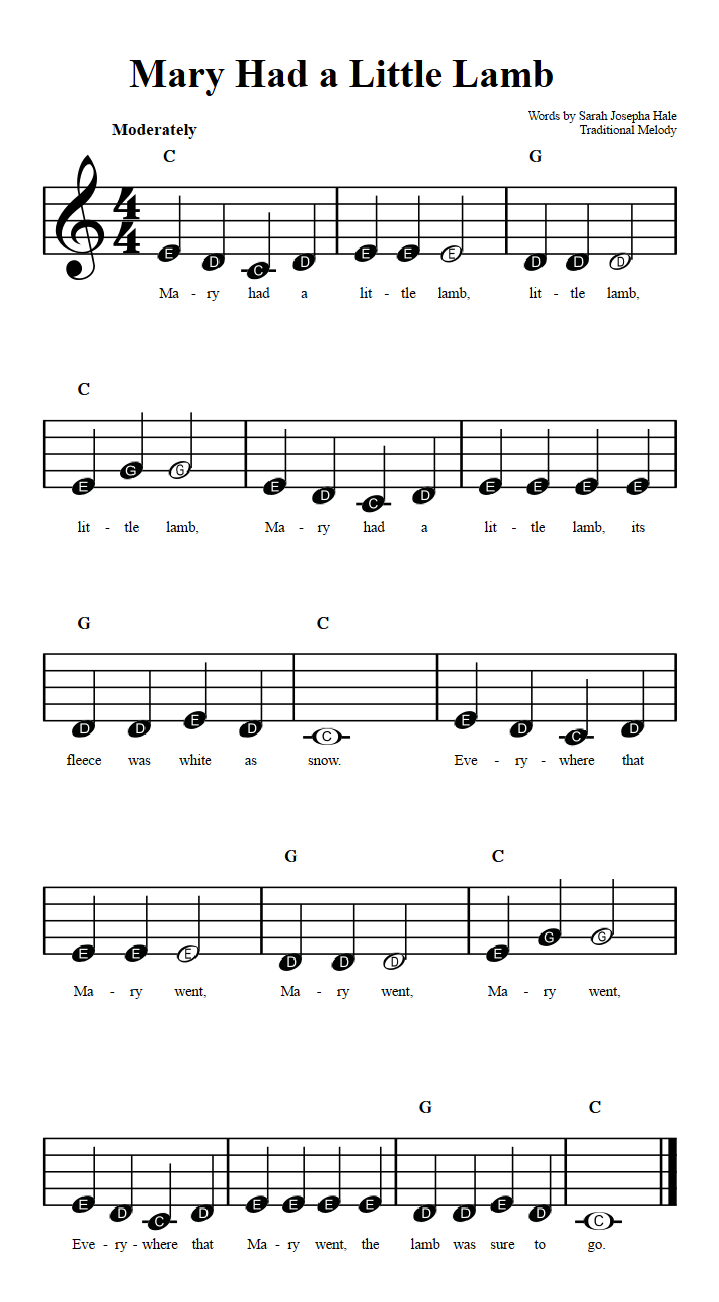 Mary Had a Little Lamb
Words by Sarah Josepha Hale
Traditional Melody
Moderately
C G
4
4
E D C D E E E D D D
Ma - ry had a lit - tle lamb, lit - tle lamb,
C
E G G E D C D E E E E
lit - tle lamb, Ma - ry had a lit - tle lamb, its
G C
D D E D C E D C D
fleece was white as snow. Eve - ry - where that
G C
E E E D D D E G G
Ma - ry went, Ma - ry went, Ma - ry went,
G C
E D C D E E E E D D E D C
Eve - ry - where that Ma - ry went, the lamb was sure to go.